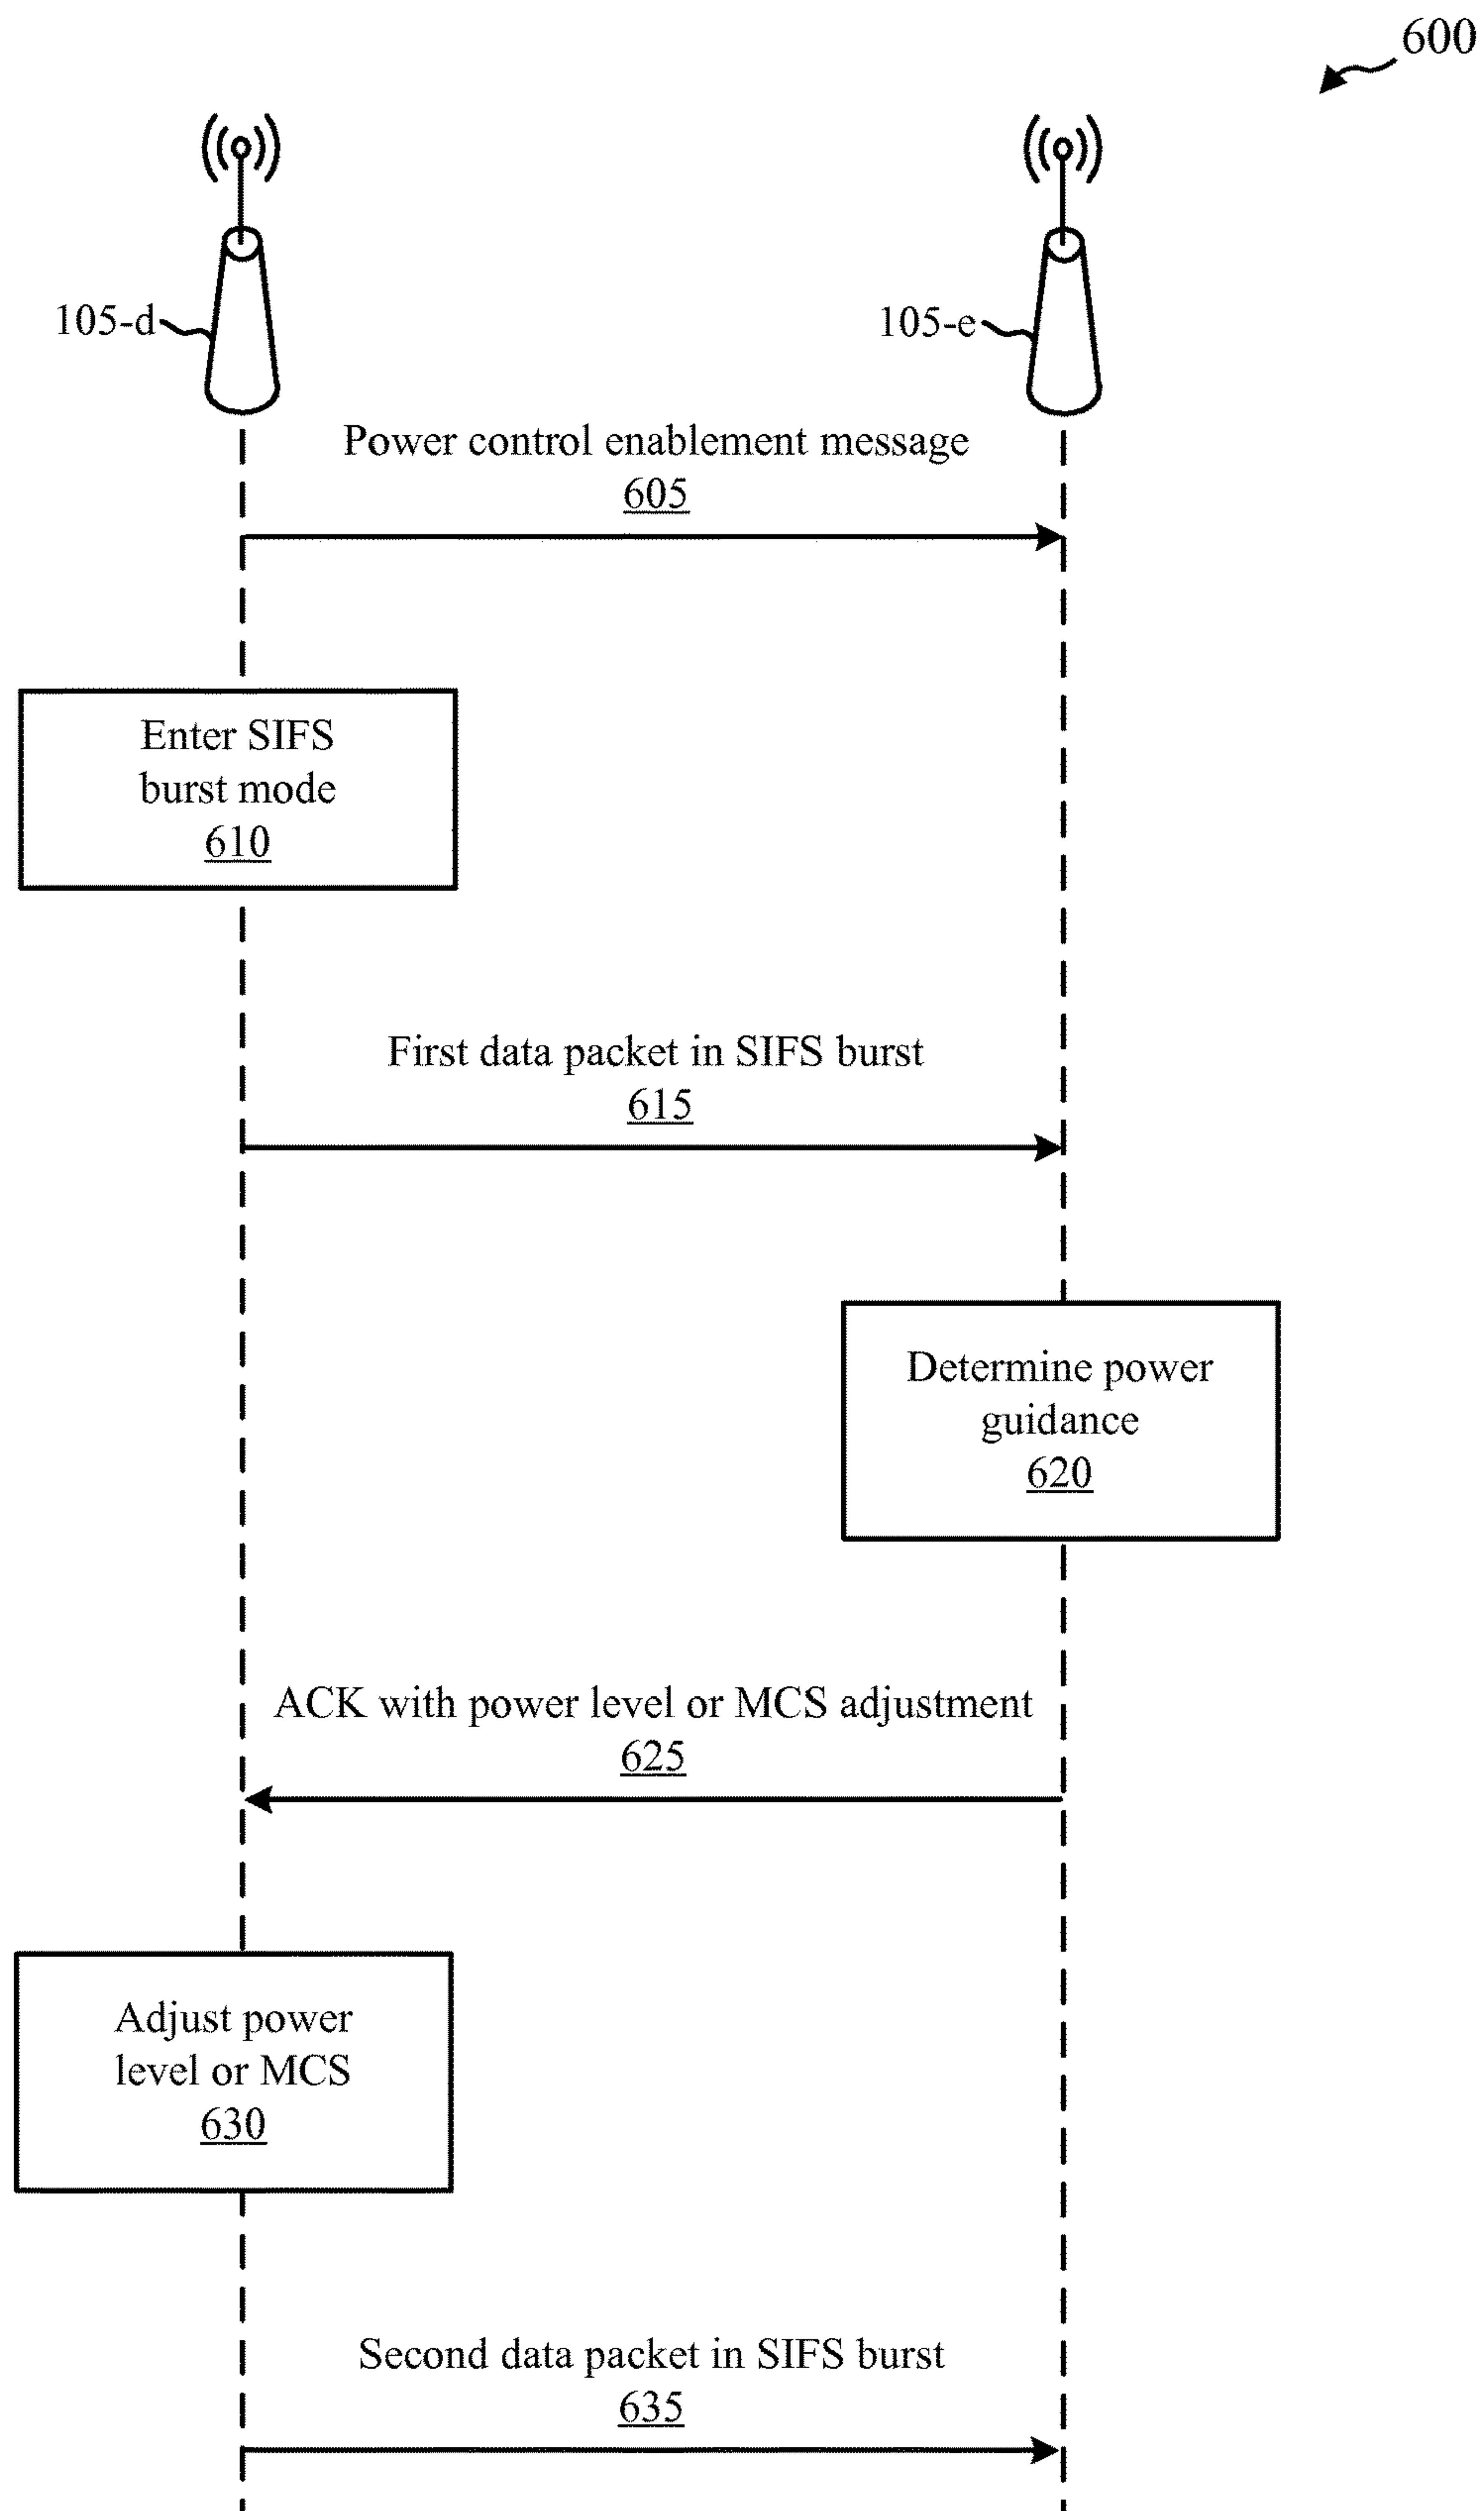 600
105-d
105-e
Power control enablement message
605
Enter SIFS
burst mode
610
First data packet in SIFS burst
615
Determine power
guidance
620
ACK with power level or MCS adjustment
625
Adjust power
level or MCS
630
Second data packet in SIFS burst
635